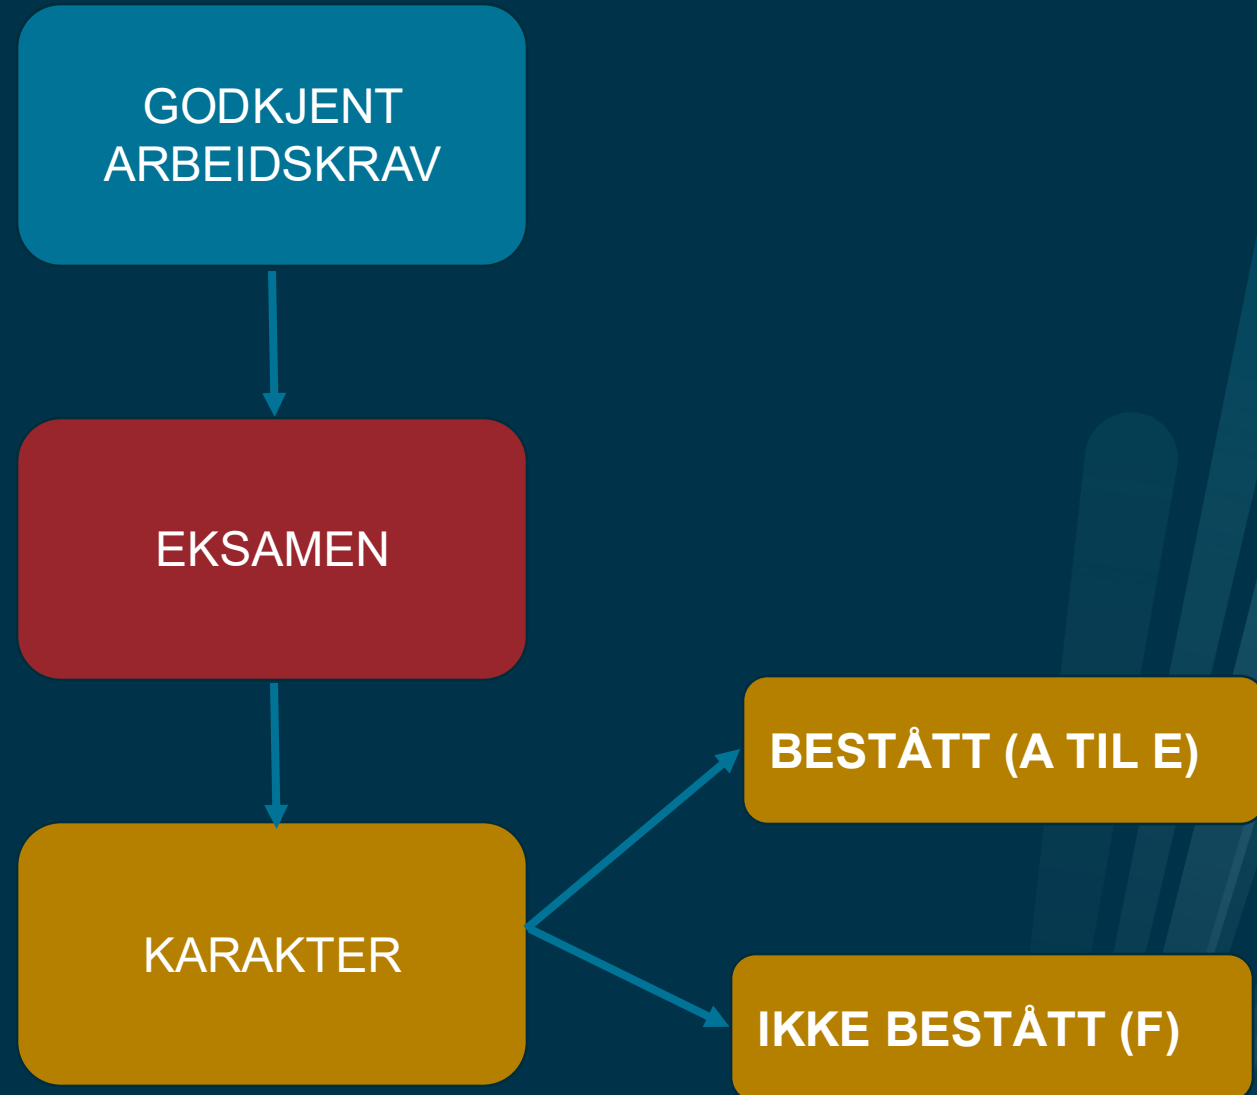 GODKJENT
ARBEIDSKRAV
EKSAMEN
KARAKTER
BESTÅTT (A TIL E)
IKKE BESTÅTT (F)